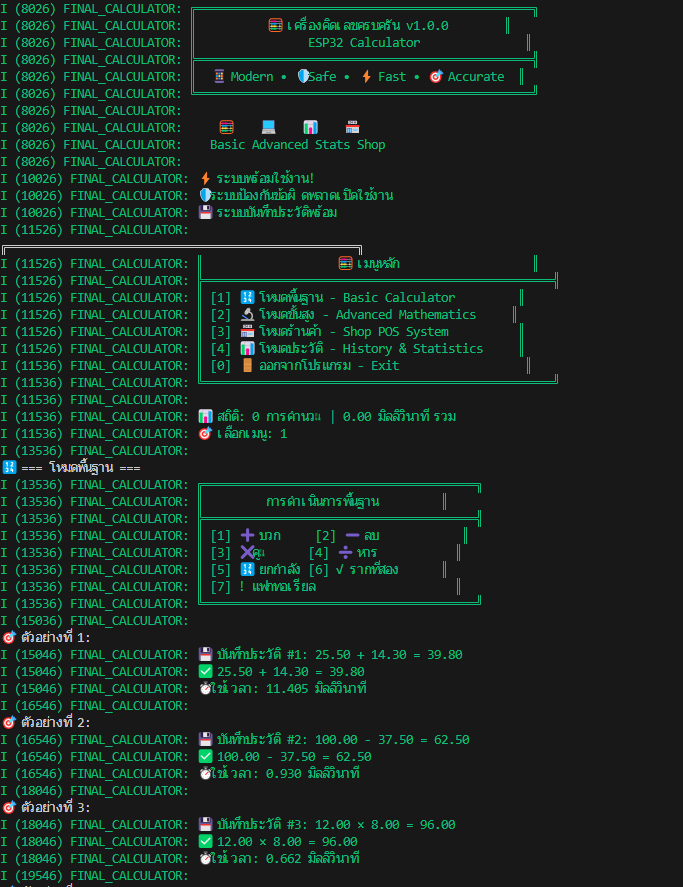 I (8026) FINAL_CALCULATOR: ╔══════════════════════════════════════════╗
I (8026) FINAL_CALCULATOR: ║ 🧮 เครื่องคิดเลขครบครัน v1.0.0 ║
I (8026) FINAL_CALCULATOR: ║ ESP32 Calculator ║
I (8026) FINAL_CALCULATOR: ╠══════════════════════════════════════════╣
I (8026) FINAL_CALCULATOR: ║ 🧵 Modern • 🛡️Safe • ⚡ Fast • 🎯 Accurate ║
I (8026) FINAL_CALCULATOR: ╚══════════════════════════════════════════╝
I (8026) FINAL_CALCULATOR:
I (8026) FINAL_CALCULATOR: 🧮 💻 📊 🏪
I (8026) FINAL_CALCULATOR: Basic Advanced Stats Shop
I (10026) FINAL_CALCULATOR: ⚡ ระบบพร้อมใช้งาน!
I (10026) FINAL_CALCULATOR: 🛡️ระบบป้องกันข้อผิดพลาดเปิดใช้งาน
I (10026) FINAL_CALCULATOR: 💾 ระบบบันทึกประวัติพร้อม
I (11526) FINAL_CALCULATOR:
╔══════════════════════════════════════════╗
I (11526) FINAL_CALCULATOR: ║ 🧮 เมนูหลัก ║
I (11526) FINAL_CALCULATOR: ╠══════════════════════════════════════════╣
I (11526) FINAL_CALCULATOR: ║ [1] 🔢 โหมดพื้นฐาน - Basic Calculator ║
I (11526) FINAL_CALCULATOR: ║ [2] 🔬 โหมดขั้นสูง - Advanced Mathematics ║
I (11526) FINAL_CALCULATOR: ║ [3] 🏪 โหมดร้านค้า - Shop POS System ║
I (11526) FINAL_CALCULATOR: ║ [4] 📊 โหมดประวัติ - History & Statistics ║
I (11536) FINAL_CALCULATOR: ║ [0] 🚪 ออกจากโปรแกรม - Exit ║
I (11536) FINAL_CALCULATOR: ╚══════════════════════════════════════════╝
I (11536) FINAL_CALCULATOR:
I (11536) FINAL_CALCULATOR: 📊 สถิติ: 0 การคำนวณ | 0.00 มิลลิวินาที รวม
I (11536) FINAL_CALCULATOR: 🎯 เลือกเมนู: 1
I (13536) FINAL_CALCULATOR:
🔢 === โหมดพื้นฐาน ===
I (13536) FINAL_CALCULATOR: ╔══════════════════════════════════╗
I (13536) FINAL_CALCULATOR: ║ การดำเนินการพื้นฐาน ║
I (13536) FINAL_CALCULATOR: ╠══════════════════════════════════╣
I (13536) FINAL_CALCULATOR: ║ [1] ➕ บวก [2] ➖ ลบ ║
I (13536) FINAL_CALCULATOR: ║ [3] ✖️คูณ [4] ➗ หาร ║
I (13536) FINAL_CALCULATOR: ║ [5] 🔢 ยกกำลัง [6] √ รากที่สอง ║
I (13536) FINAL_CALCULATOR: ║ [7] ! แฟกทอเรียล ║
I (13536) FINAL_CALCULATOR: ╚══════════════════════════════════╝
I (15036) FINAL_CALCULATOR:
🎯 ตัวอย่างที่ 1:
I (15046) FINAL_CALCULATOR: 💾 บันทึกประวัติ #1: 25.50 + 14.30 = 39.80
I (15046) FINAL_CALCULATOR: ✅ 25.50 + 14.30 = 39.80
I (15046) FINAL_CALCULATOR: ⏱️ใช้เวลา: 11.405 มิลลิวินาที
I (16546) FINAL_CALCULATOR:
🎯 ตัวอย่างที่ 2:
I (16546) FINAL_CALCULATOR: 💾 บันทึกประวัติ #2: 100.00 - 37.50 = 62.50
I (16546) FINAL_CALCULATOR: ✅ 100.00 - 37.50 = 62.50
I (16546) FINAL_CALCULATOR: ⏱️ใช้เวลา: 0.930 มิลลิวินาที
I (18046) FINAL_CALCULATOR:
🎯 ตัวอย่างที่ 3:
I (18046) FINAL_CALCULATOR: 💾 บันทึกประวัติ #3: 12.00 × 8.00 = 96.00
I (18046) FINAL_CALCULATOR: ✅ 12.00 × 8.00 = 96.00
I (18046) FINAL_CALCULATOR: ⏱️ใช้เวลา: 0.662 มิลลิวินาที
I (19546) FINAL_CALCULATOR: